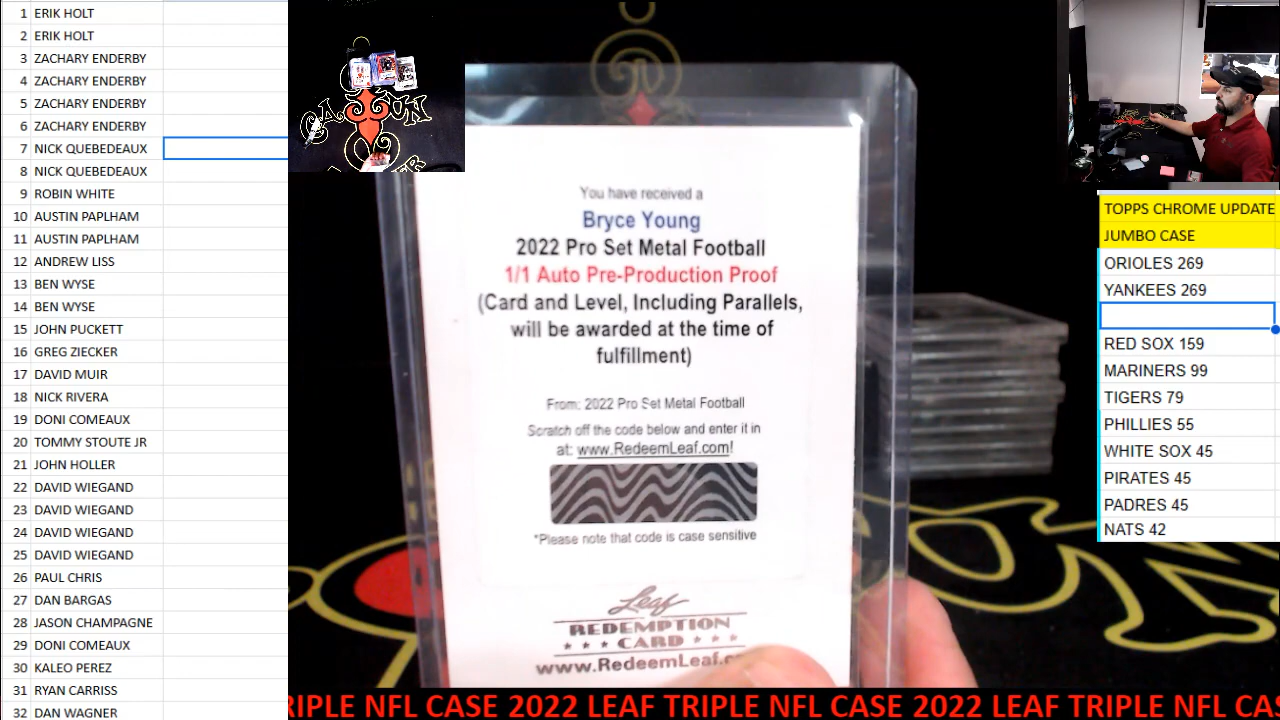 1 ERIK HOLT
2 ERIK HOLT
3 ZACHARY ENDERBY
4 ZACHARY ENDERBY
5 ZACHARY ENDERBY
6 ZACHARY ENDERBY
7 NICK QUEBEDEAUX
8 NICK QUEBEDEAUX
9 ROBIN WHITE
10 AUSTIN PAPLHAM
11 AUSTIN PAPLHAM
12 ANDREW LISS
13 BEN WYSE
14 BEN WYSE
15 JOHN PUCKETT
16 GREG ZIECKER
17 DAVID MUIR
18 NICK RIVERA
19 DONI COMEAUX
20 TOMMY STOUTE JR
21 JOHN HOLLER
22 DAVID WIEGAND
23 DAVID WIEGAND
24 DAVID WIEGAND
25 DAVID WIEGAND
26 PAUL CHRIS
27 DAN BARGAS
28 JASON CHAMPAGNE
29 DONI COMEAUX
30 KALEO PEREZ
31 RYAN CARRISS
32 DAN WAGNER
You have received a
Bryce Young
2022 Pro Set Metal Football
1/1 Auto Pre-Production Proof
(Card and Level, Including Parallels,
will be awarded at the time of
fulfillment)
From: 2022 Pro Set Metal Football
Scratch off the code below and enter it in
at: www.RedeemLeaf.com!
*Please note that code is case sensitive
Leaf
REDEMPTION
CARD
www.RedeemLeaf.c
TOPPS CHROME UPDATE
JUMBO CASE
ORIOLES 269
YANKEES 269
RED SOX 159
MARINERS 99
TIGERS 79
PHILLIES 55
WHITE SOX 45
PIRATES 45
PADRES 45
NATS 42
RIPLE NFL CASE 2022 LEAF TRIPLE NFL CASE 2022 LEAF TRIPLE NFL CAS